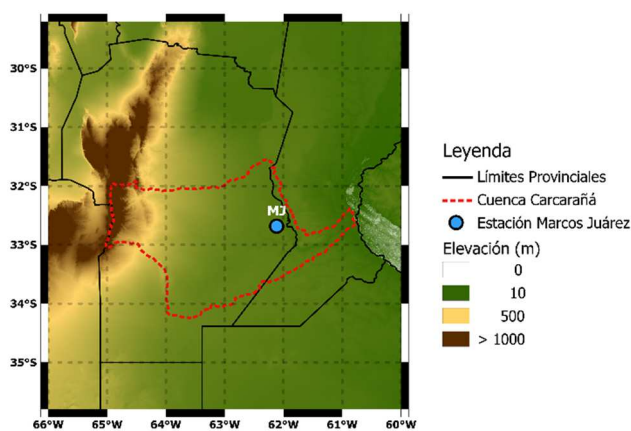 30°S
31°S
32°S
33°S
34°S
35°S
MJ
66°W 65°W 64°W 63°W 62°W 61°W 60°W
Leyenda
Límites Provinciales
Cuenca Carcarañá
Estación Marcos Juárez
Elevación (m)
0
10
500
> 1000